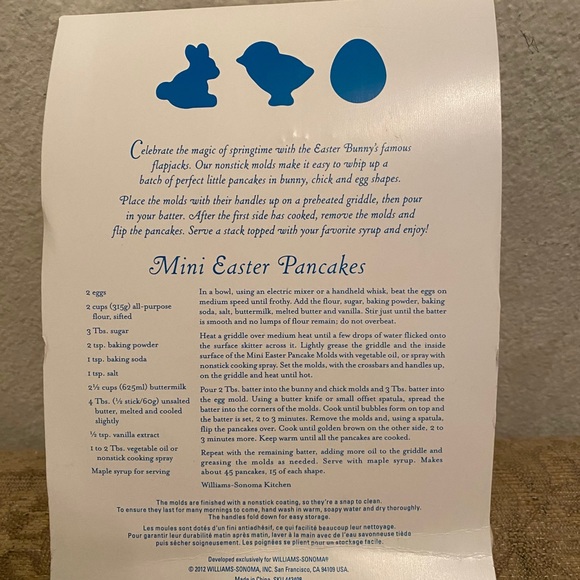 Celebrate the magic of springtime with the Easter Bunny's famous
flapjacks. Our nonstick molds make it easy to whip up a
batch of perfect little pancakes in bunny, chick and egg shapes.
Place the molds with their handles up on a preheated griddle, then pour
in your batter. After the first side has cooked, remove the molds and
flip the pancakes. Serve a stack topped with your favorite syrup and enjoy!
Mini Easter Pancakes
2 eggs
2 cups (315g) all-purpose
flour, sifted
3 Tbs. sugar
2 tsp. baking powder
1 tsp. baking soda
1 tsp. salt
2½ cups (625ml) buttermilk
4 Tbs. (½ stick/60g) unsalted
butter, melted and cooled
slightly
½ tsp. vanilla extract
1 to 2 Tbs. vegetable oil or
nonstick cooking spray
Maple syrup for serving
In a bowl, using an electric mixer or a handheld whisk, beat the eggs on
medium speed until frothy. Add the flour, sugar, baking powder, baking
soda, salt, buttermilk, melted butter and vanilla. Stir just until the batter
is smooth and no lumps of flour remain; do not overbeat.
Heat a griddle over medium heat until a few drops of water flicked onto
the surface skitter across it. Lightly grease the griddle and the inside
surface of the Mini Easter Pancake Molds with vegetable oil, or spray with
nonstick cooking spray. Set the molds, with the crossbars and handles up,
on the griddle and heat until hot.
Pour 2 Tbs. batter into the bunny and chick molds and 3 Tbs. batter into
the egg mold. Using a butter knife or small offset spatula, spread the
batter into the corners of the molds. Cook until bubbles form on top and
the batter is set, 2 to 3 minutes. Remove the molds and, using a spatula,
flip the pancakes over. Cook until golden brown on the other side, 2 to
3 minutes more. Keep warm until all the pancakes are cooked.
Repeat with the remaining batter, adding more oil to the griddle and
greasing the molds as needed. Serve with maple syrup. Makes
about 45 pancakes, 15 of each shape.
Williams-Sonoma Kitchen
The molds are finished with a nonstick coating, so they're a snap to clean.
To ensure they last for many mornings to come, hand wash in warm, soapy water and dry thoroughly.
The handles fold down for easy storage.
Les moules sont dotés d'un fini antiadhésif, ce qui facilité beaucoup leur nettoyage.
Pour garantir leur durabilité matin après matin, laver à la main avec de l'eau savonneuse tiède
puis sécher soigneusement. Les poignées se plient pour un stockage facile.
Developed exclusively for WILLIAMS-SONOMA®
© 2012 WILLIAMS-SONOMA, INC. San Francisco, CA 94109 USA.
Made in China. SKU